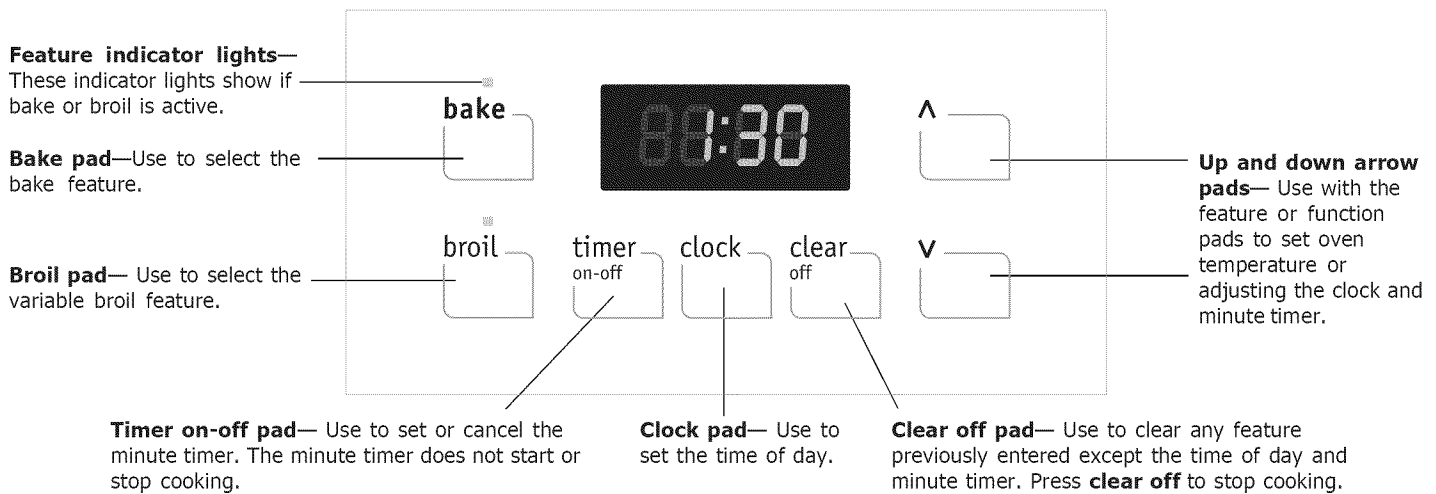 Feature indicator lights—
These indicator lights show if
bake or broil is active.
Bake pad—Use to select the
bake feature.
Broil pad— Use to select the
variable broil feature.
bake
1:30
^
broil
timer
on-off
clock
clear
off
v
Up and down arrow
pads— Use with the
feature or function
pads to set oven
temperature or
adjusting the clock and
minute timer.
Timer on-off pad— Use to set or cancel the
minute timer. The minute timer does not start or
stop cooking.
Clock pad— Use to
set the time of day.
Clear off pad— Use to clear any feature
previously entered except the time of day and
minute timer. Press clear off to stop cooking.